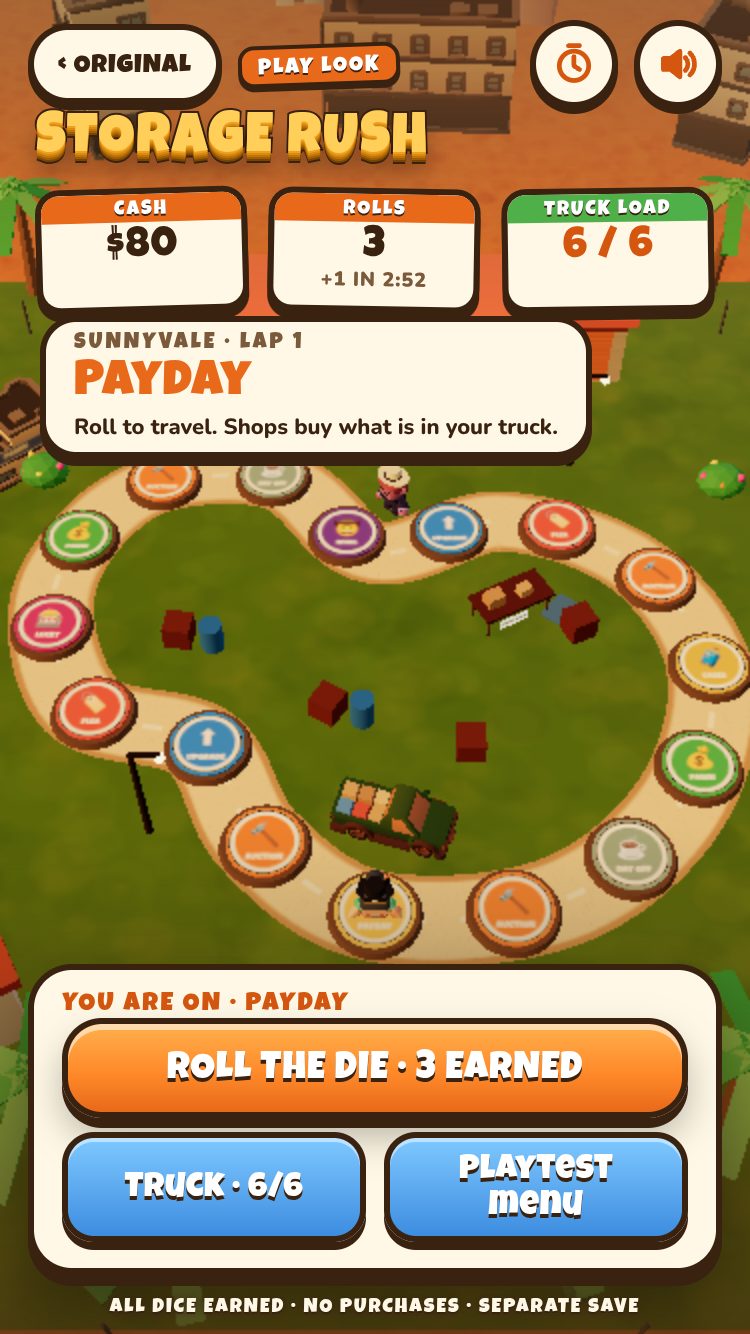 < ORIGINAL
PLAY LOOK
STORAGE RUSH
CASH
$80
ROLLS
3
+1 IN 2:52
TRUCK LOAD
6 / 6
SUNNYVALE · LAP 1
PAYDAY
Roll to travel. Shops buy what is in your truck.
YOU ARE ON · PAYDAY
ROLL THE DIE · 3 EARNED
TRUCK · 6/6
PLAYTEST
MENU
ALL DICE EARNED · NO PURCHASES · SEPARATE SAVE